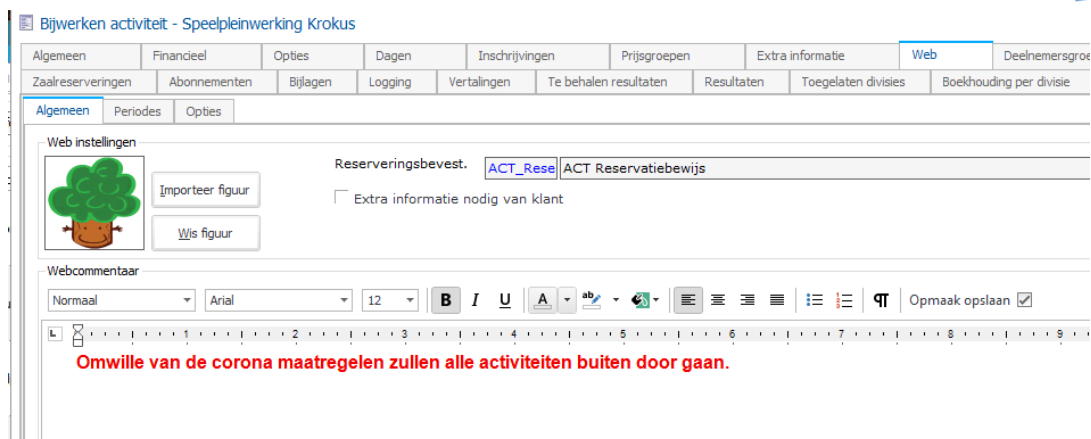 Bijwerken activiteit - Speelpleinwerking Krokus
Algemeen Financieel Opties Dagen Inschrijvingen Prijsgroepen Extra informatie Web Deelnemersgroe
Zaalreserveringen Abonnementen Bijlagen Logging Vertalingen Te behalen resultaten Resultaten Toegelaten divisies Boekhouding per divisie
Algemeen Periodes Opties
Web instellingen
Reserveringsbevest. ACT_Rese ACT Reservatiebewijs
Importeer figuur
Extra informatie nodig van klant
Wis figuur
Webcommentaar
Normaal Arial 12 B I U A ab Opmaak opslaan
1 2 3 4 5 6 7 8 9
Omwille van de corona maatregelen zullen alle activiteiten buiten door gaan.